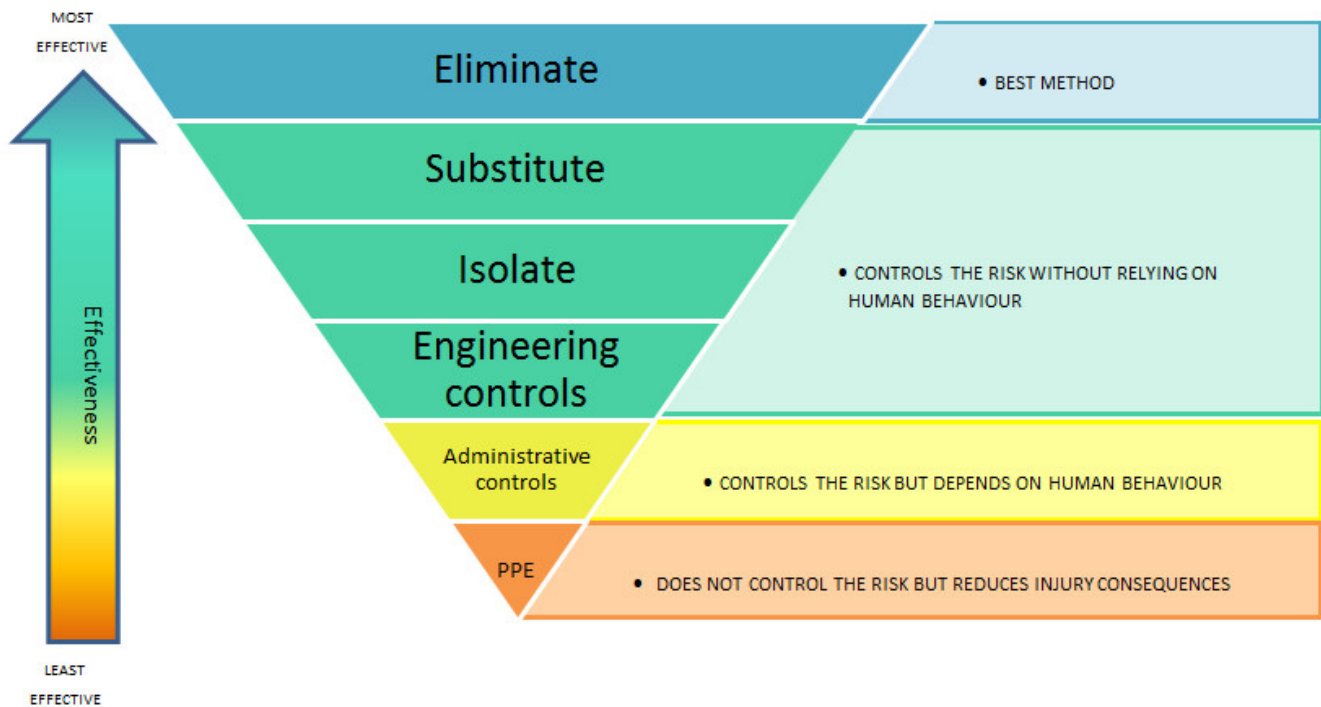 MOST
EFFECTIVE
Eliminate
• BEST METHOD
Substitute
Isolate
• CONTROLS THE RISK WITHOUT RELYING ON
HUMAN BEHAVIOUR
Engineering
controls
Effectiveness
Administrative
controls
• CONTROLS THE RISK BUT DEPENDS ON HUMAN BEHAVIOUR
PPE
• DOES NOT CONTROL THE RISK BUT REDUCES INJURY CONSEQUENCES
LEAST
EFFECTIVE